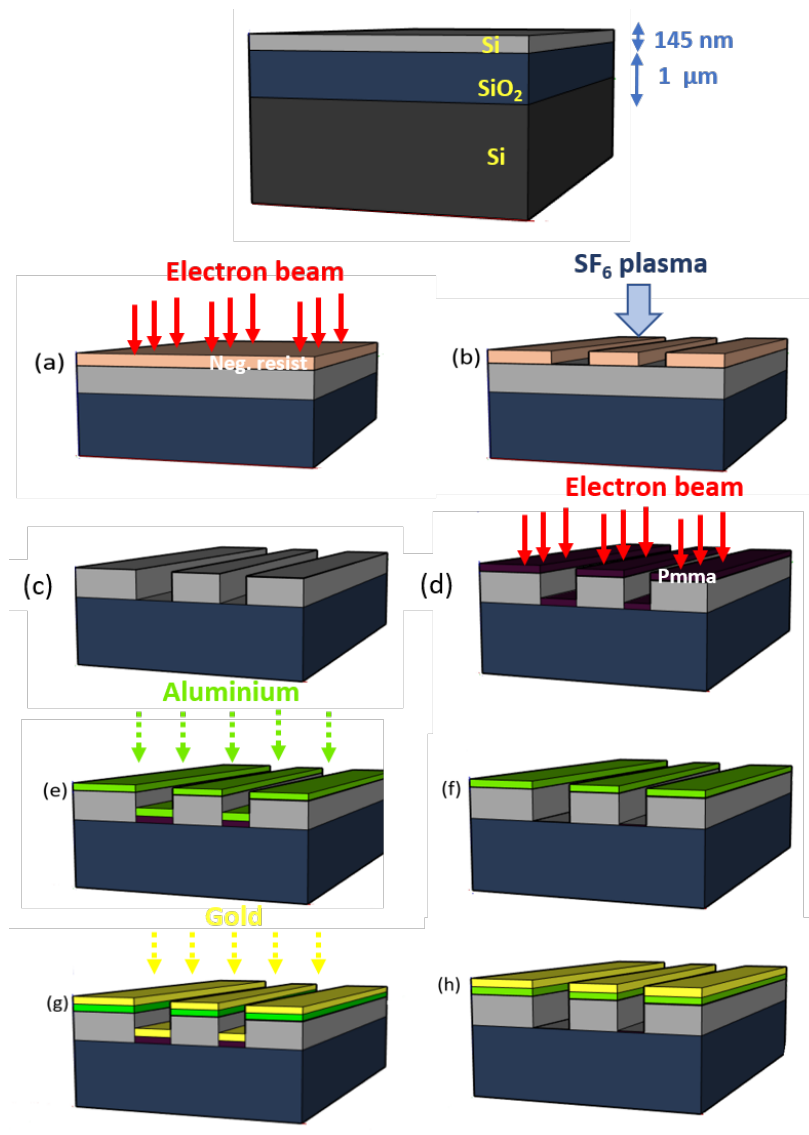 Si
145 nm
1 µm
SiO₂
Si
Electron beam
SF₆ plasma
(a)
Neg. resist
(b)
Electron beam
(c)
(d)
Pmma
Aluminium
(e)
(f)
Gold
(g)
(h)